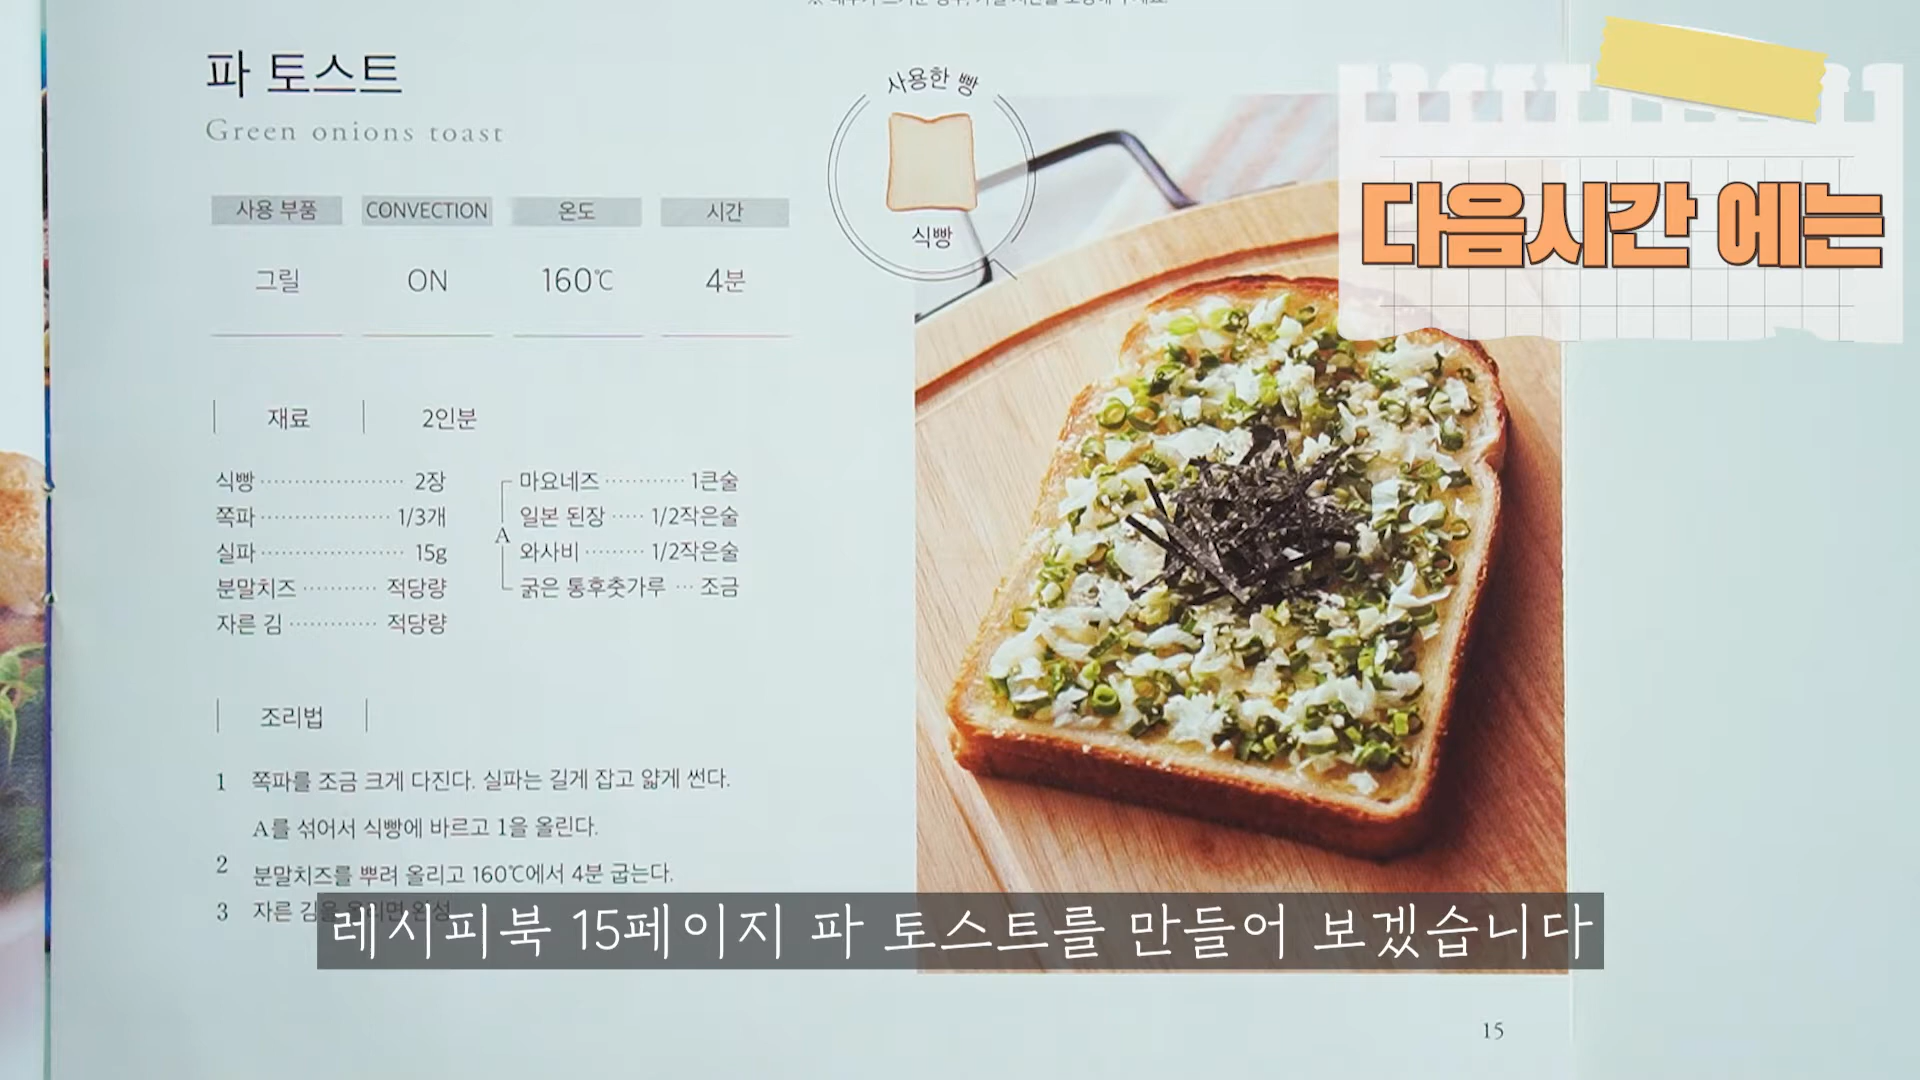 파 토스트
Green onions toast
사용한 빵
식빵
다음시간 에는
사용 부품 CONVECTION 온도 시간
그릴 ON 160℃ 4분
재료 2인분
식빵 2장
쪽파 1/3개
실파 15g
분말치즈 적당량
자른 김 적당량
A
마요네즈 1큰술
일본 된장 1/2작은술
와사비 1/2작은술
굵은 통후춧가루 조금
조리법
1 쪽파를 조금 크게 다진다. 실파는 길게 잡고 얇게 썬다.
A를 섞어서 식빵에 바르고 1을 올린다.
2 분말치즈를 뿌려 올리고 160℃에서 4분 굽는다.
3 자른 김을 올리면 완성
레시피북 15페이지 파 토스트를 만들어 보겠습니다
15